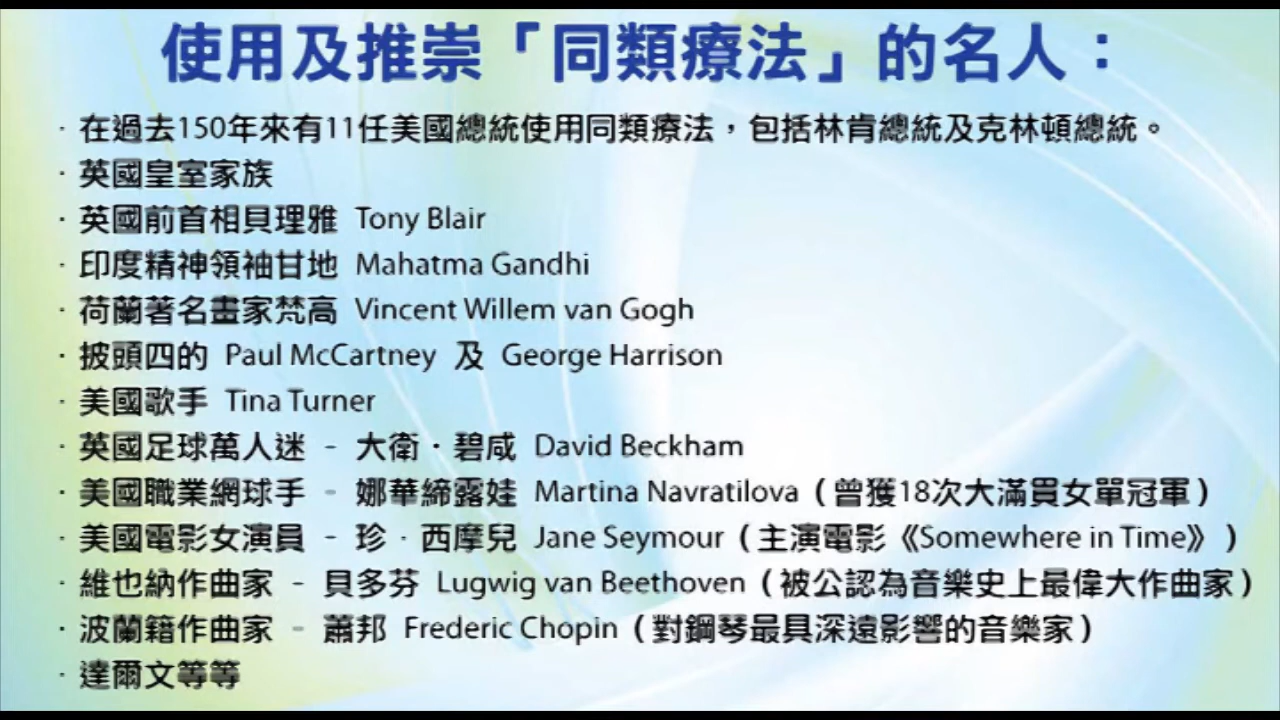 使用及推崇「同類療法」的名人：
· 在過去150年來有11任美國總統使用同類療法，包括林肯總統及克林頓總統。
· 英國皇室家族
· 英國前首相貝理雅 Tony Blair
· 印度精神領袖甘地 Mahatma Gandhi
· 荷蘭著名畫家梵高 Vincent Willem van Gogh
· 披頭四的 Paul McCartney 及 George Harrison
· 美國歌手 Tina Turner
· 英國足球萬人迷 - 大衛·碧咸 David Beckham
· 美國職業網球手 - 娜華締露娃 Martina Navratilova（曾獲18次大滿貫女單冠軍）
· 美國電影女演員 - 珍·西摩兒 Jane Seymour（主演電影《Somewhere in Time》）
· 維也納作曲家 - 貝多芬 Lugwig van Beethoven（被公認為音樂史上最偉大作曲家）
· 波蘭籍作曲家 - 蕭邦 Frederic Chopin（對鋼琴最具深遠影響的音樂家）
· 達爾文等等